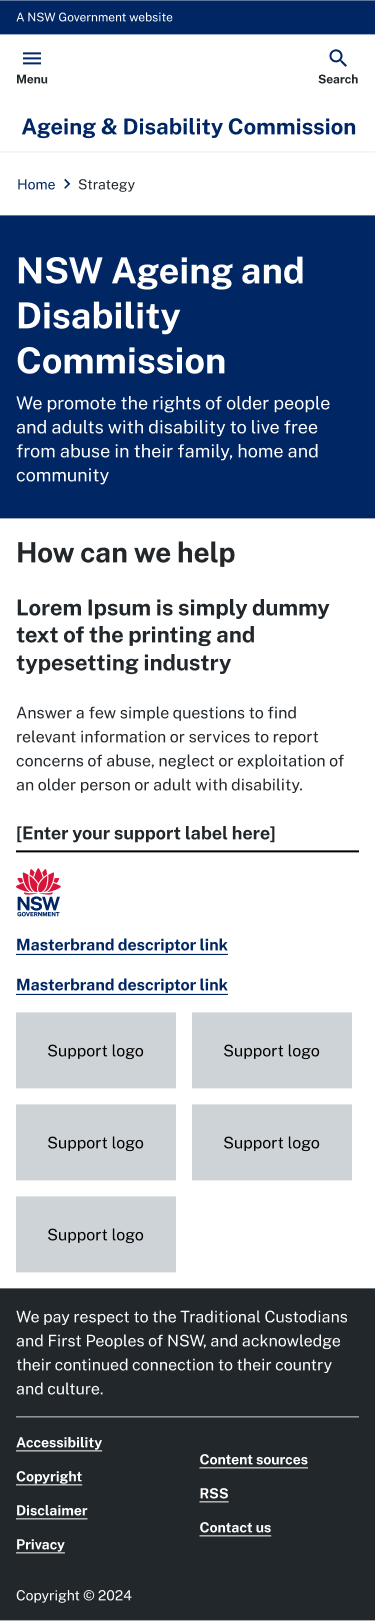 A NSW Government website
Menu
Search
Ageing & Disability Commission
Home
Strategy
NSW Ageing and
Disability
Commission
We promote the rights of older people
and adults with disability to live free
from abuse in their family, home and
community
How can we help
Lorem Ipsum is simply dummy
text of the printing and
typesetting industry
Answer a few simple questions to find
relevant information or services to report
concerns of abuse, neglect or exploitation of
an older person or adult with disability.
[Enter your support label here]
NSW
GOVERNMENT
Masterbrand descriptor link
Masterbrand descriptor link
Support logo
Support logo
Support logo
Support logo
Support logo
We pay respect to the Traditional Custodians
and First Peoples of NSW, and acknowledge
their continued connection to their country
and culture.
Accessibility
Copyright
Disclaimer
Privacy
Content sources
RSS
Contact us
Copyright © 2024